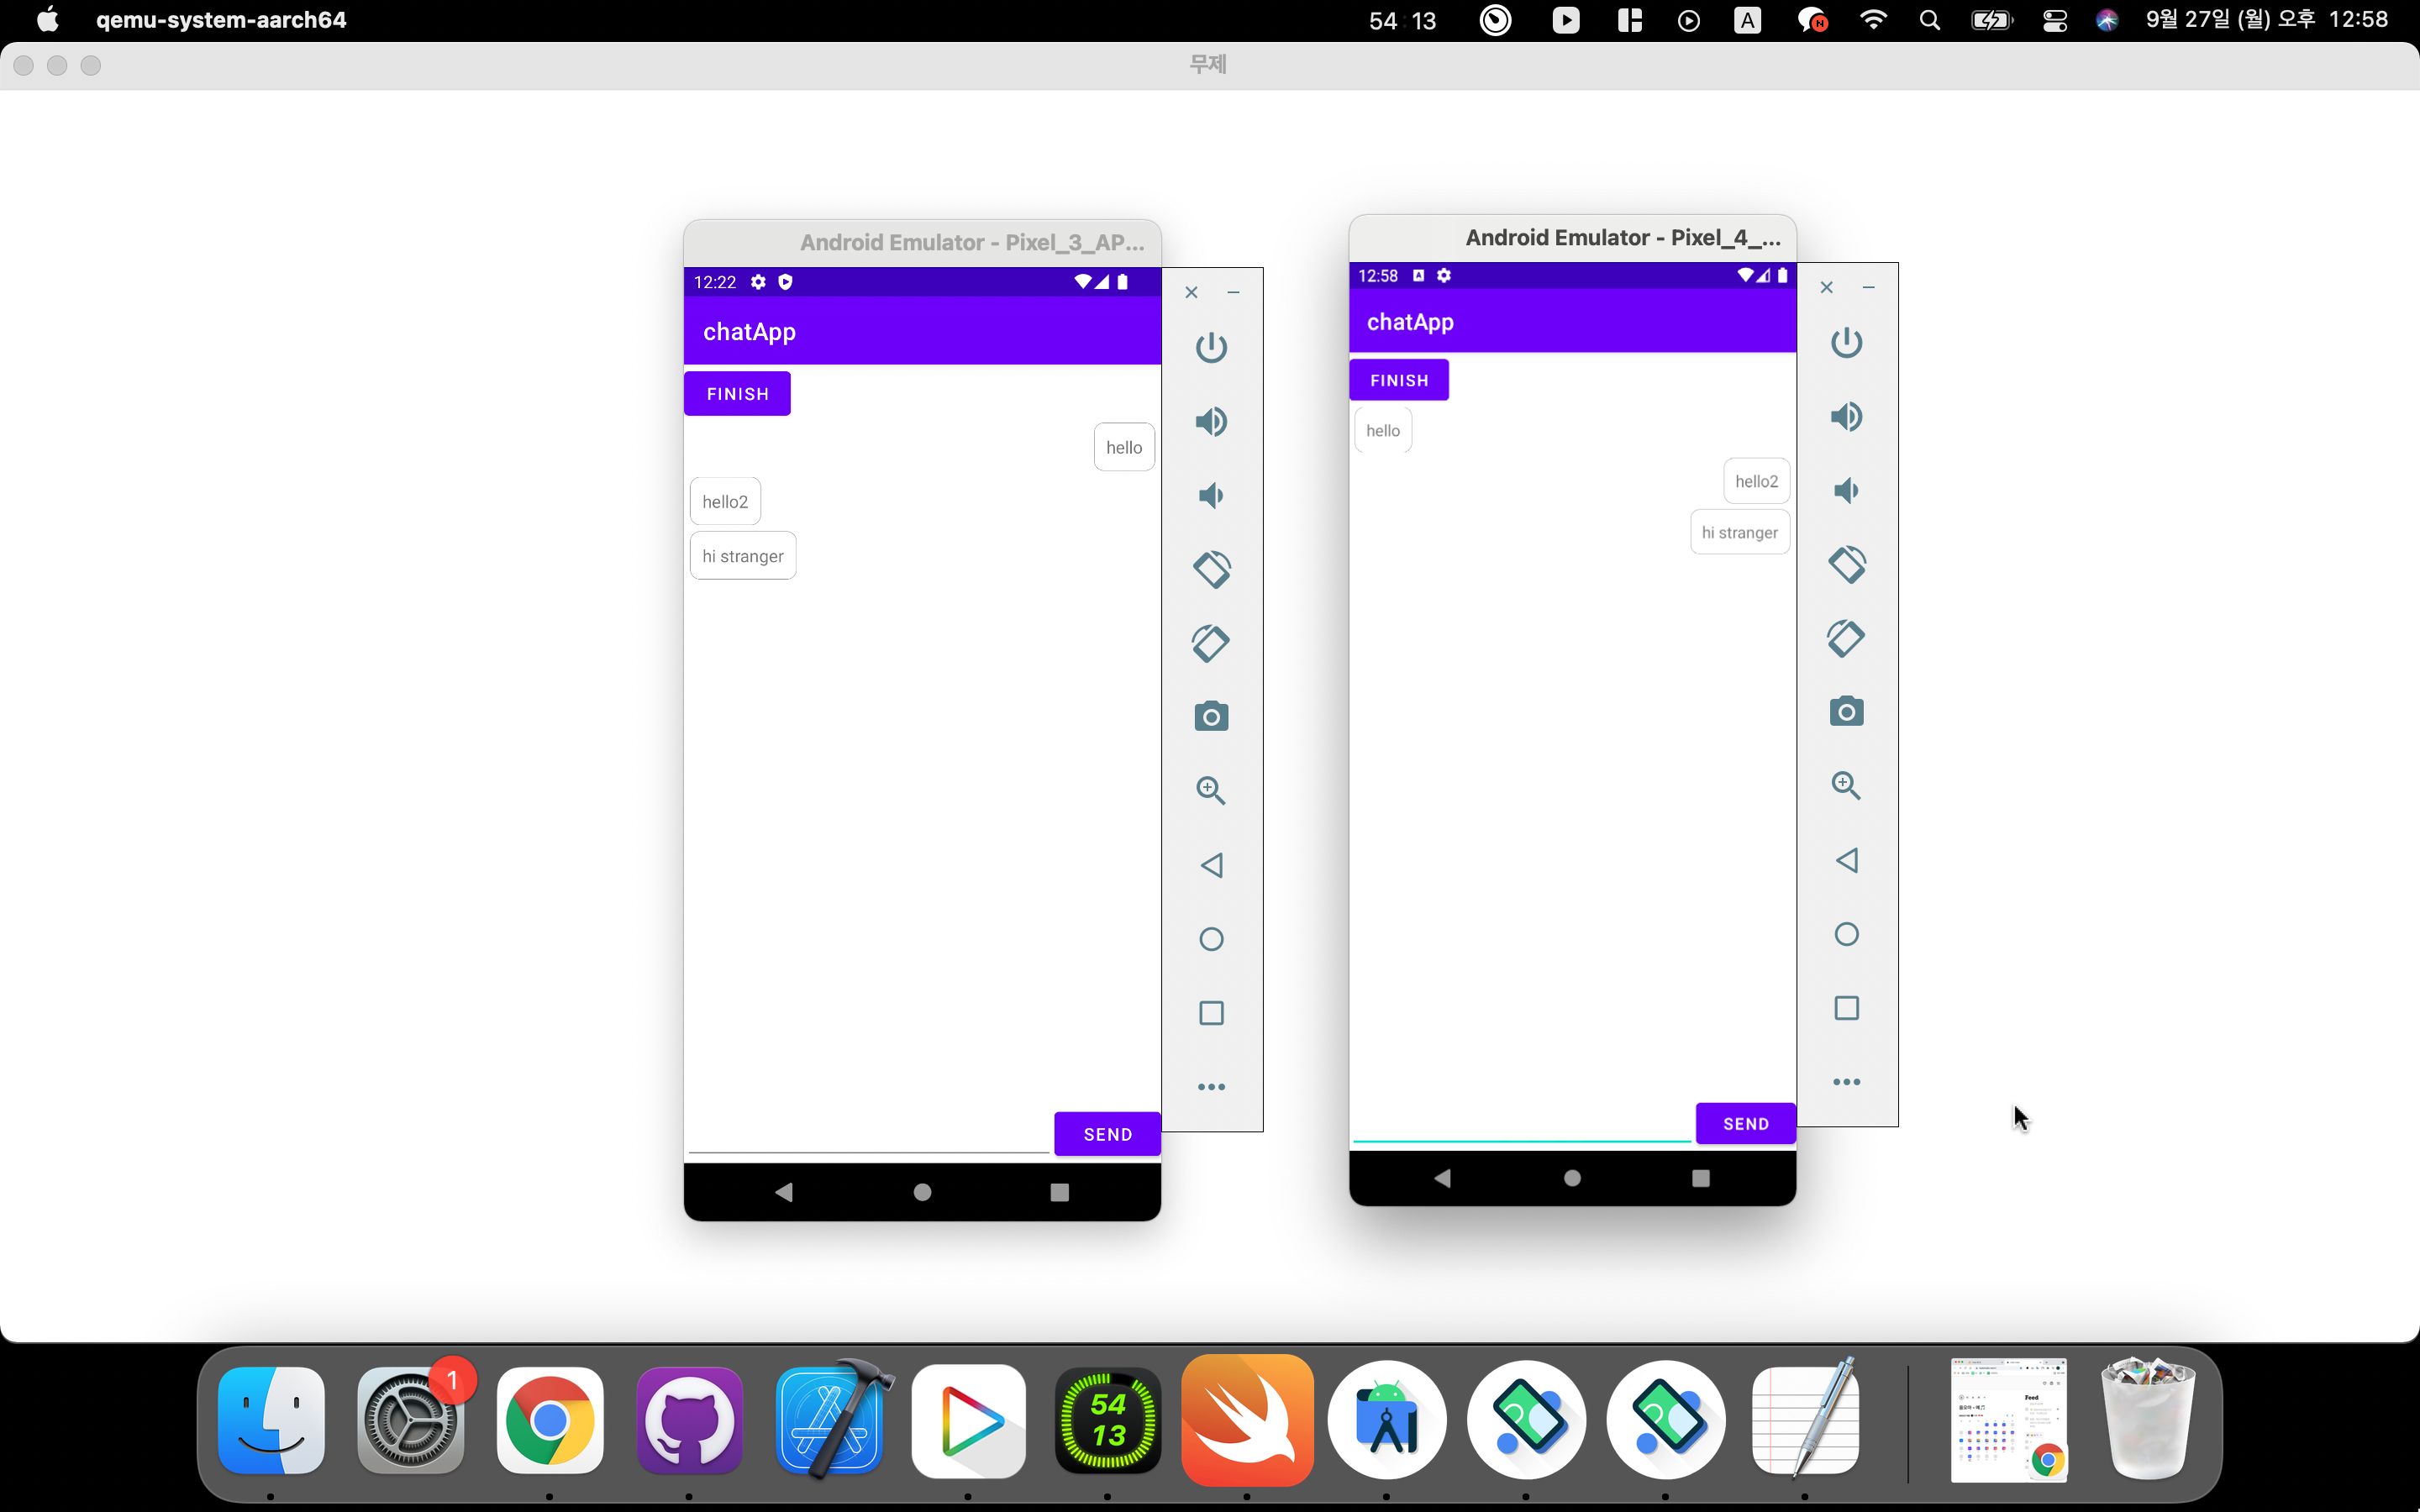 qemu-system-aarch64
54:13
A
N
9월 27일 (월) 오후 12:58
무제
Android Emulator - Pixel_3_AP...
12:22
chatApp
FINISH
hello
hello2
hi stranger
SEND
Android Emulator - Pixel_4_...
12:58
A
chatApp
FINISH
hello
hello2
hi stranger
SEND
1
54
13
Feed